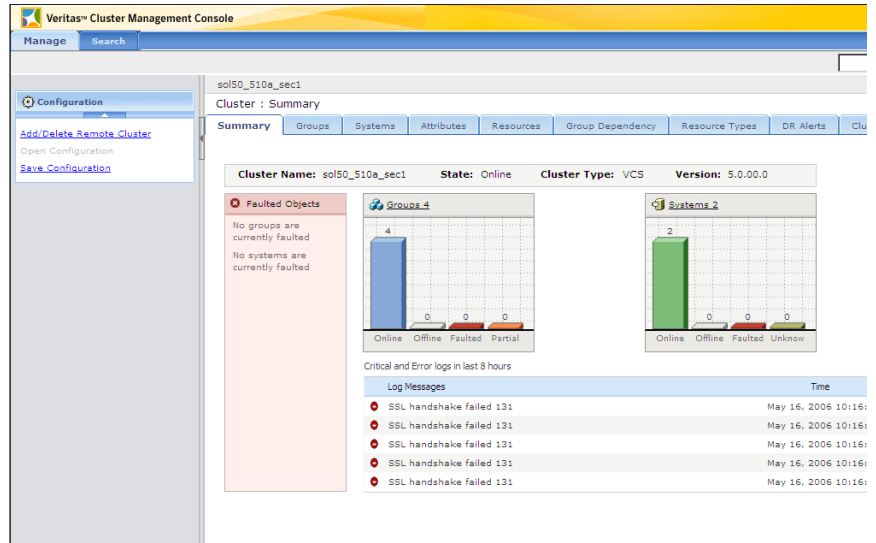 Veritas™ Cluster Management Console
Manage Search
sol50_510a_sec1
Configuration
Cluster : Summary
Add/Delete Remote Cluster
Open Configuration
Save Configuration
Summary Groups Systems Attributes Resources Group Dependency Resource Types DR Alerts Clu
Cluster Name: sol50_510a_sec1 State: Online Cluster Type: VCS Version: 5.0.00.0
Faulted Objects
No groups are
currently faulted
No systems are
currently faulted
Groups 4
4
0 0 0
Online Offline Faulted Partial
Systems 2
2
0 0 0
Online Offline Faulted Unknow
Critical and Error logs in last 8 hours
Log Messages Time
SSL handshake failed 131 May 16, 2006 10:16:
SSL handshake failed 131 May 16, 2006 10:16:
SSL handshake failed 131 May 16, 2006 10:16:
SSL handshake failed 131 May 16, 2006 10:16:
SSL handshake failed 131 May 16, 2006 10:16: